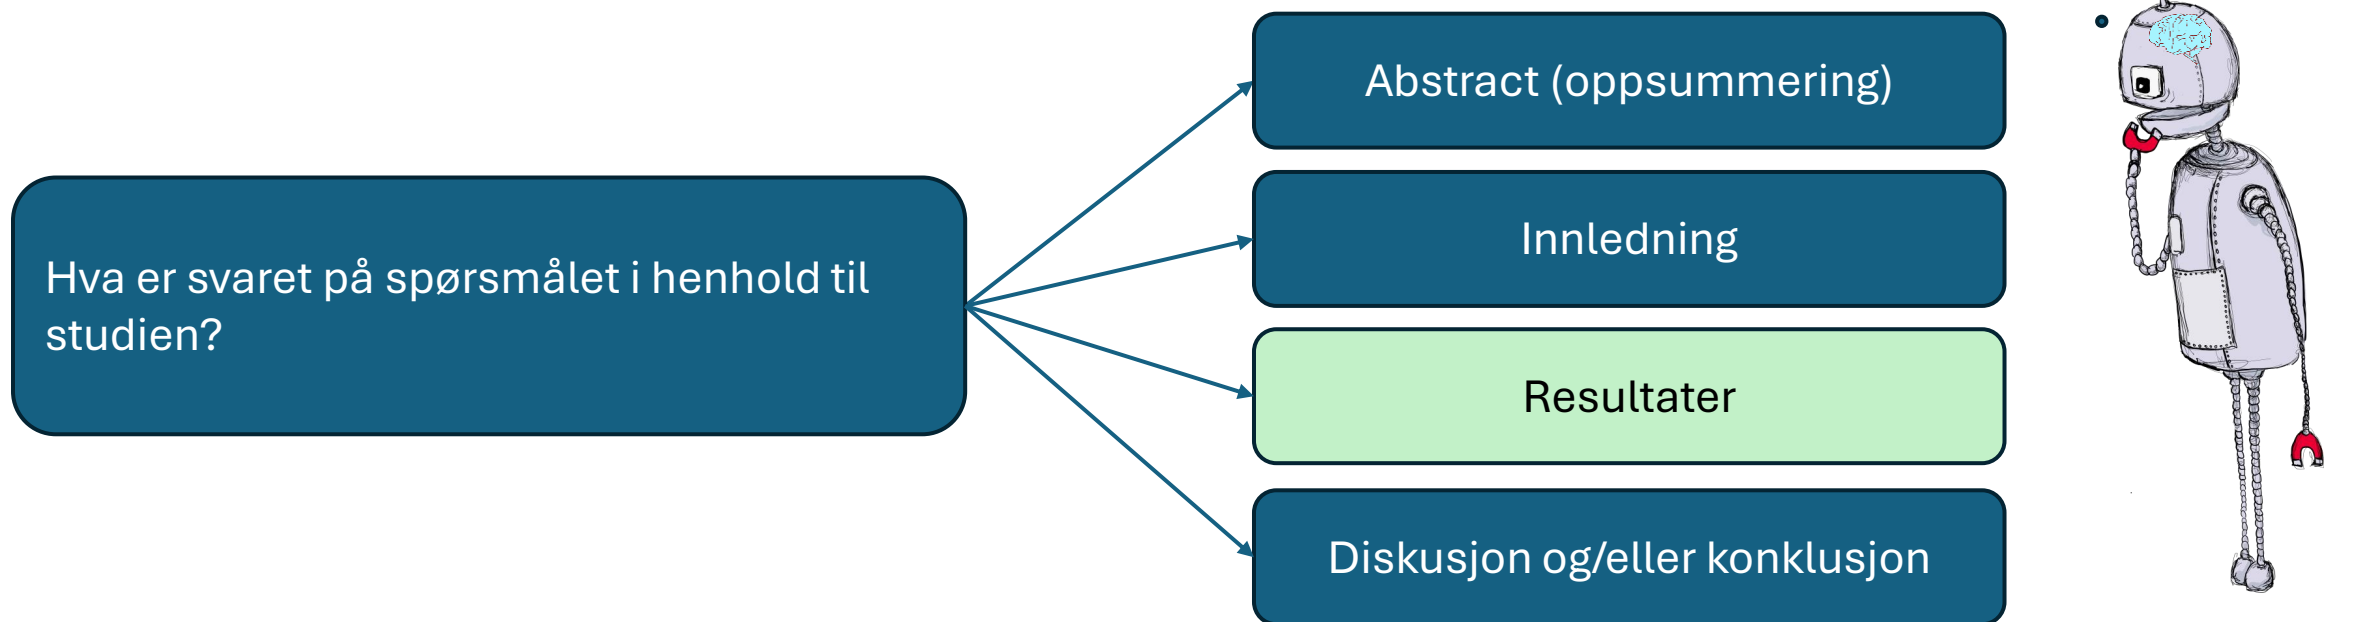 Hva er svaret på spørsmålet i henhold til
studien?
Abstract (oppsummering)
Innledning
Resultater
Diskusjon og/eller konklusjon